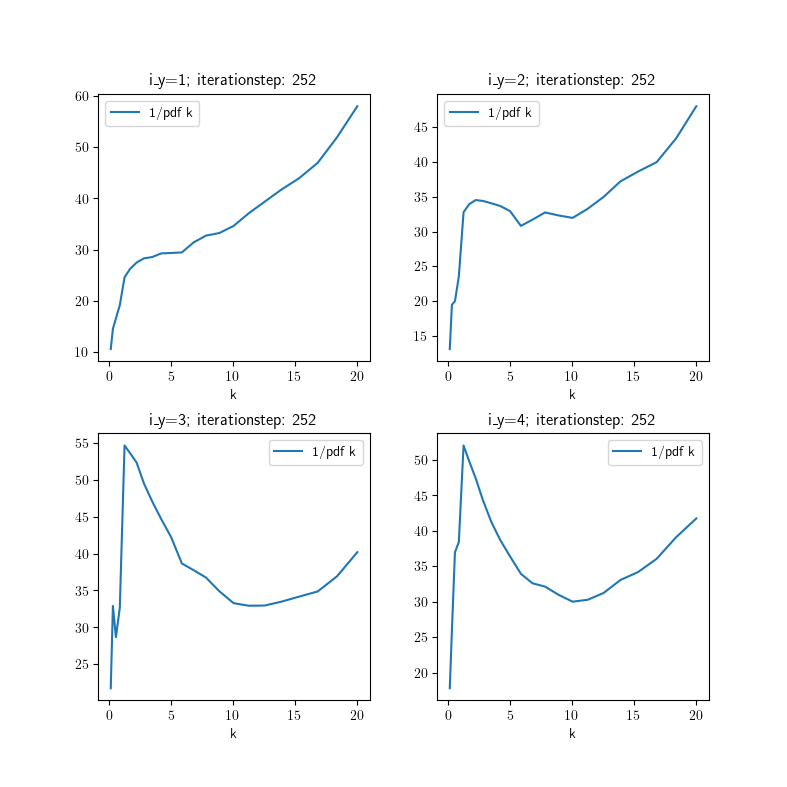 i_y=1; iterationstep: 252
60
50
40
30
20
10
1/pdf k
0 5 10 15 20
k
i_y=2; iterationstep: 252
45
40
35
30
25
20
15
1/pdf k
0 5 10 15 20
k
i_y=3; iterationstep: 252
55
50
45
40
35
30
25
1/pdf k
0 5 10 15 20
k
i_y=4; iterationstep: 252
50
45
40
35
30
25
20
1/pdf k
0 5 10 15 20
k